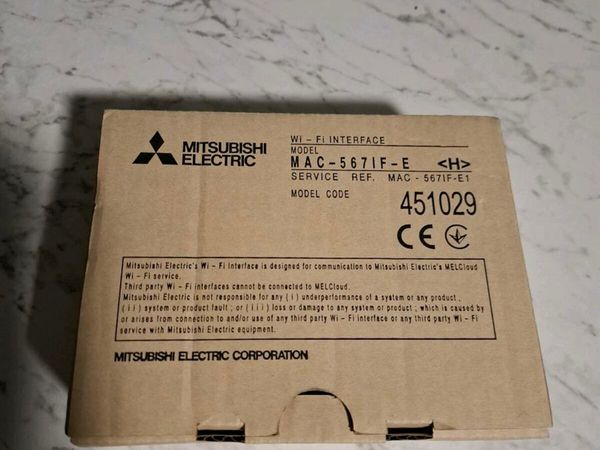 MITSUBISHI
ELECTRIC
Wi - Fi INTERFACE
MODEL
MAC-567IF-E <H>
SERVICE REF. MAC - 567IF-E1
MODEL CODE 451029
CE
Mitsubishi Electric's Wi - Fi Interface is designed for communication to Mitsubishi Electric's MELCloud
Wi - Fi service.
Third party Wi - Fi interfaces cannot be connected to MELCloud.
Mitsubishi Electric is not responsible for any (i) underperformance of a system or any product,
(ii) system or product fault; or (iii) loss or damage to any system or product; which is caused by
or arises from connection to and/or use of any third party Wi - Fi interface or any third party Wi - Fi
service with Mitsubishi Electric equipment.
MITSUBISHI ELECTRIC CORPORATION